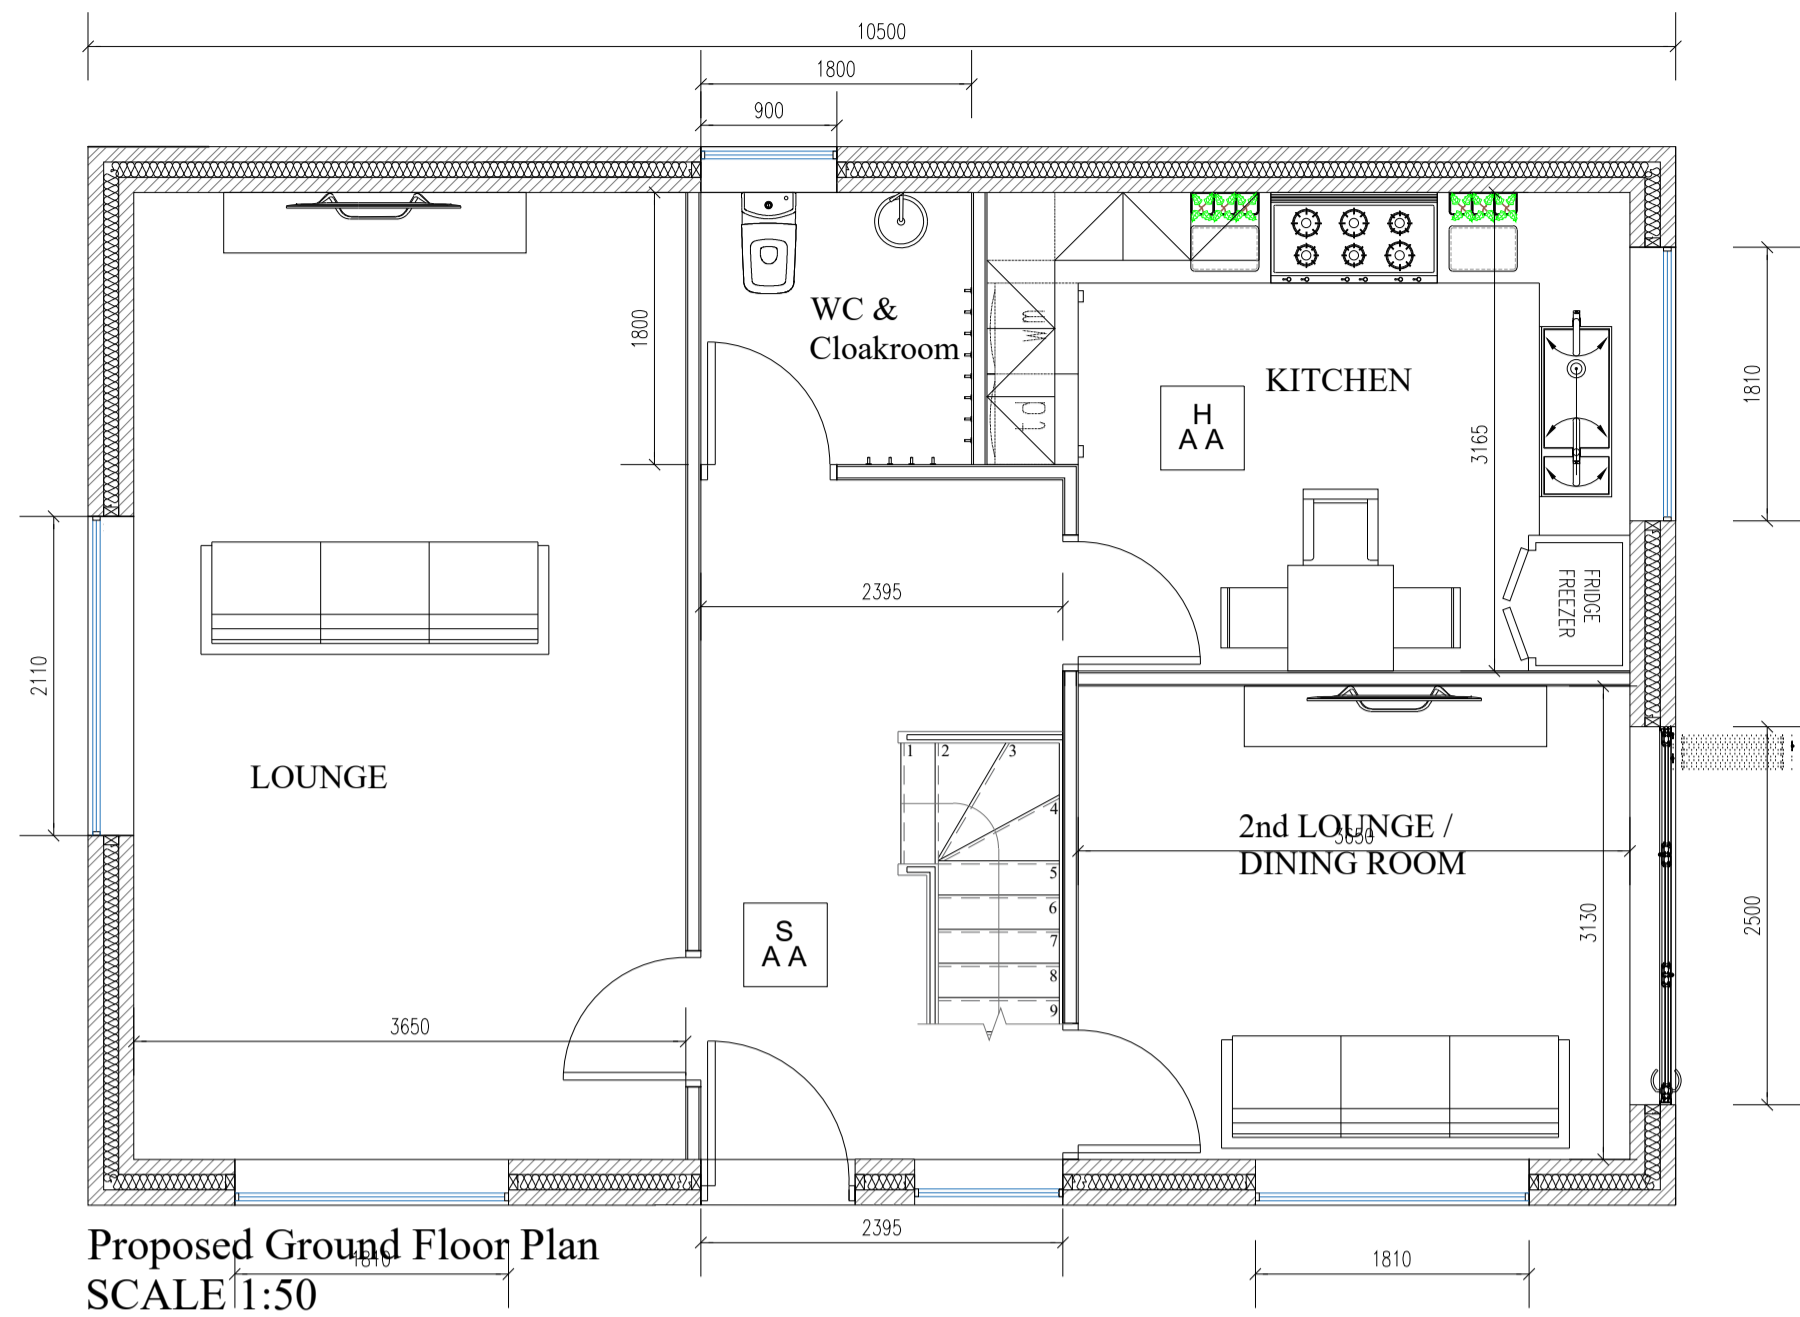 10500
1800
900
WC &
Cloakroom
1800
wm
td
KITCHEN
H
A A
3165
1810
FRIDGE
FREEZER
2395
2110
LOUNGE
1
2
3
4
5
6
7
8
9
2nd LOUNGE /
3650
DINING ROOM
3130
2500
S
A A
3650
Proposed Ground Floor Plan
1810
SCALE 1:50
2395
1810